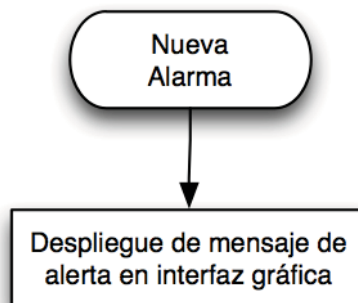 Nueva
Alarma
Despliegue de mensaje de
alerta en interfaz gráfica